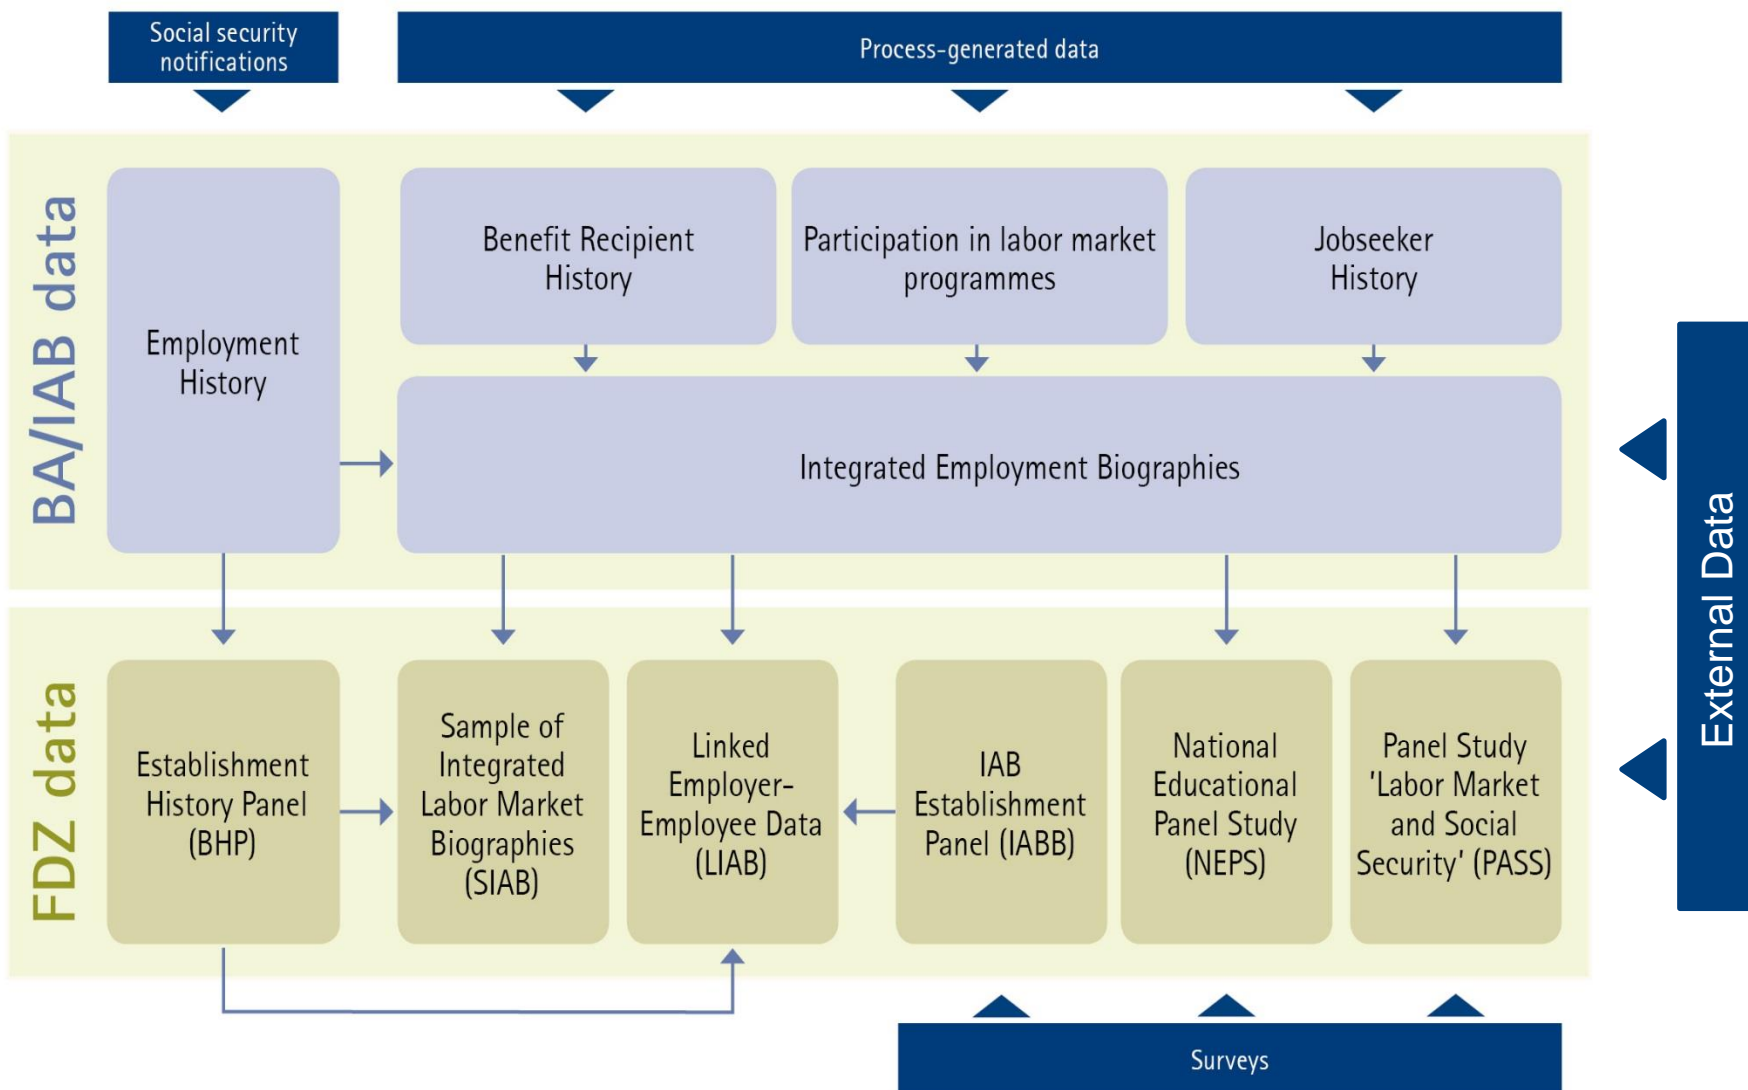 Social security
notifications
Process-generated data
BA/IAB data
Employment
History
Benefit Recipient
History
Participation in labor market
programmes
Jobseeker
History
Integrated Employment Biographies
External Data
FDZ data
Establishment
History Panel
(BHP)
Sample of
Integrated
Labor Market
Biographies
(SIAB)
Linked
Employer-
Employee Data
(LIAB)
IAB
Establishment
Panel (IABB)
National
Educational
Panel Study
(NEPS)
Panel Study
'Labor Market
and Social
Security' (PASS)
Surveys